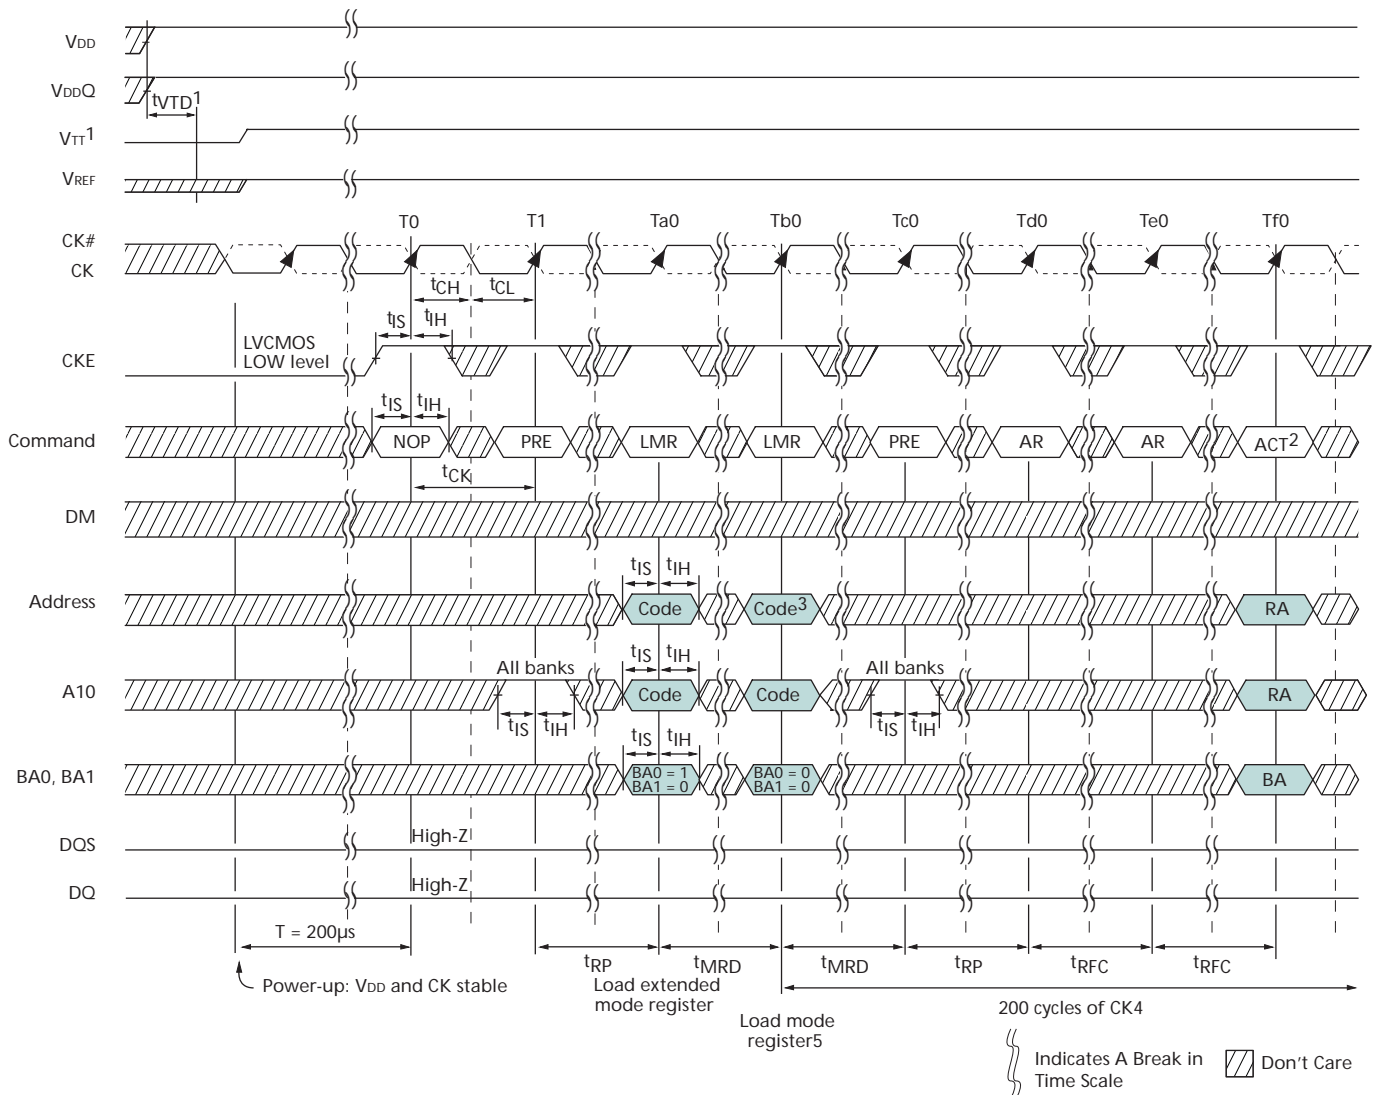 VDD
VDDQ
tVTD1
VTT1
VREF
T0 T1 Ta0 Tb0 Tc0 Td0 Te0 Tf0
CK#
CK
tCH tCL
tIS tIH
LVCMOS
LOW level
CKE
tIS tIH
Command NOP PRE LMR LMR PRE AR AR ACT2
tCK
DM
tIS tIH
Address Code Code3 RA
tIS tIH
All banks All banks
A10 Code Code RA
tIS tIH tIS tIH
tIS tIH
BA0, BA1 BA0 = 1 BA0 = 0 BA
BA1 = 0 BA1 = 0
DQS High-Z
DQ High-Z
T = 200µs
tRP tMRD tMRD tRP tRFC tRFC
Power-up: VDD and CK stable
Load extended
mode register
200 cycles of CK4
Load mode
register5
Indicates A Break in
Time Scale
Don't Care